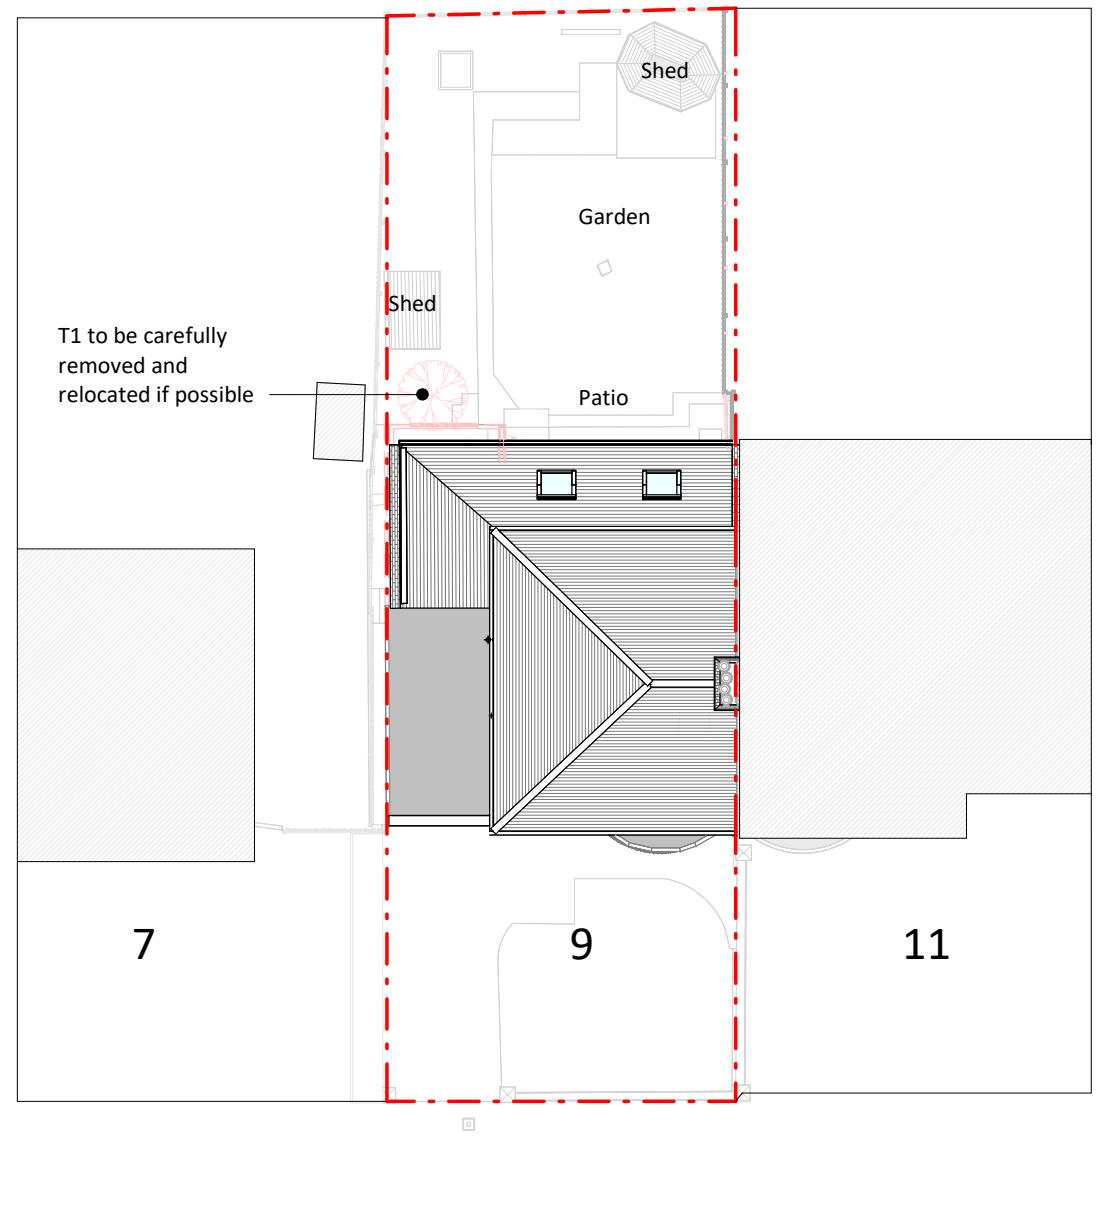 Shed
Garden
Shed
T1 to be carefully
removed and
relocated if possible
Patio
7
9
11